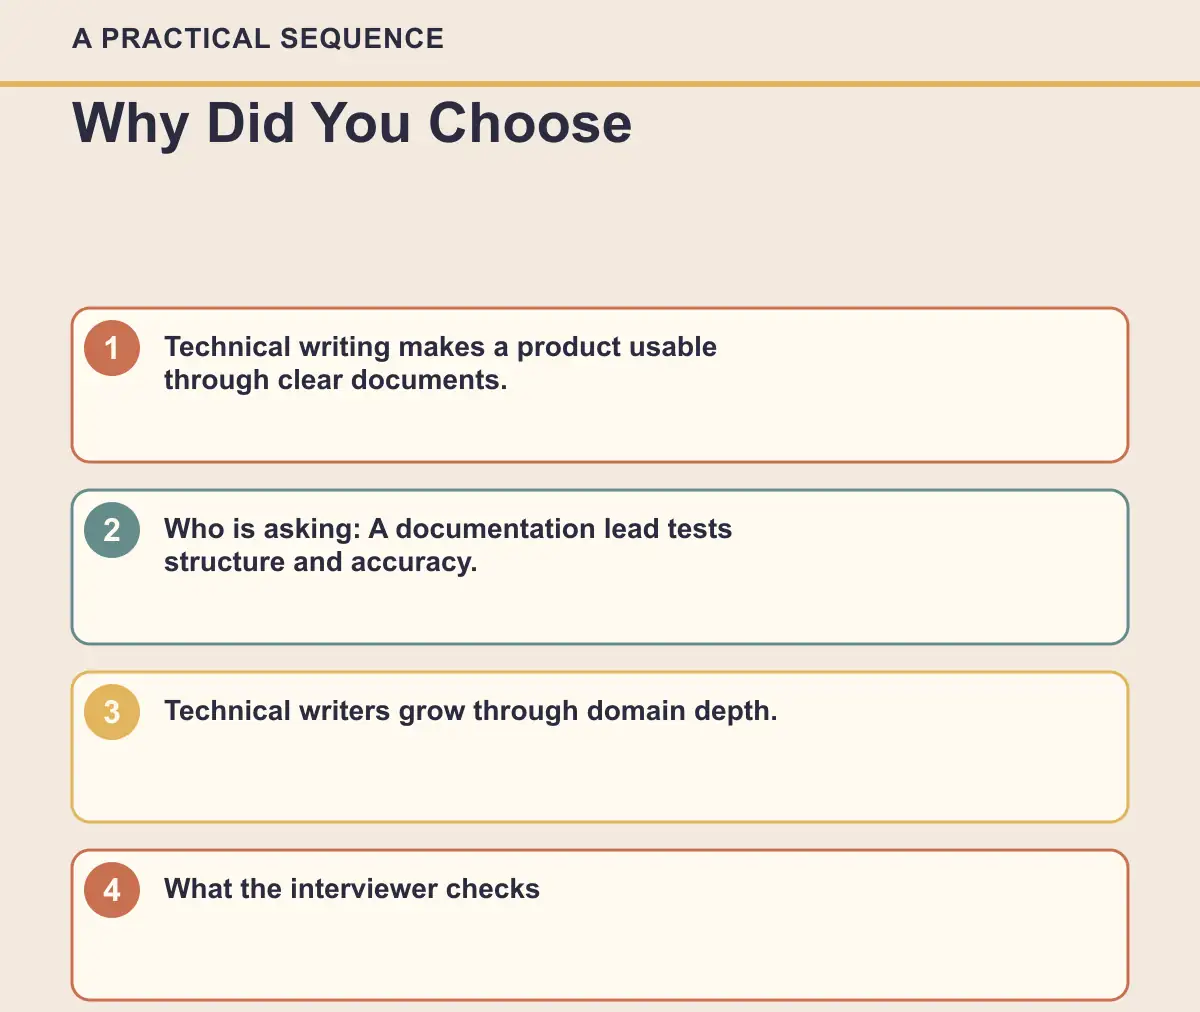 A PRACTICAL SEQUENCE
Why Did You Choose
1
Technical writing makes a product usable
through clear documents.
2
Who is asking: A documentation lead tests
structure and accuracy.
3
Technical writers grow through domain depth.
4
What the interviewer checks